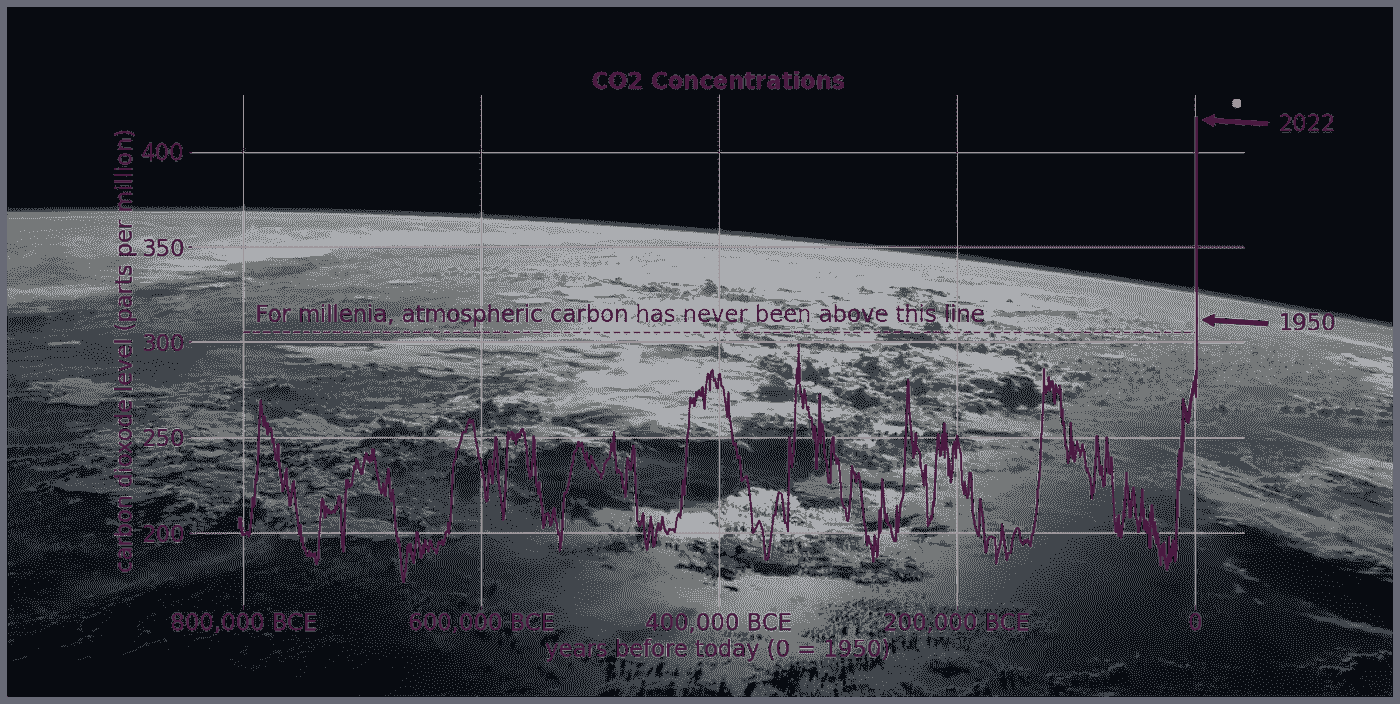 CO2 Concentrations
2022
400
350
For millenia, atmospheric carbon has never been above this line
1950
300
250
200
carbon dixode level (parts per million)
800,000 BCE
600,000 BCE
400,000 BCE
200,000 BCE
0
years before today (0 = 1950)